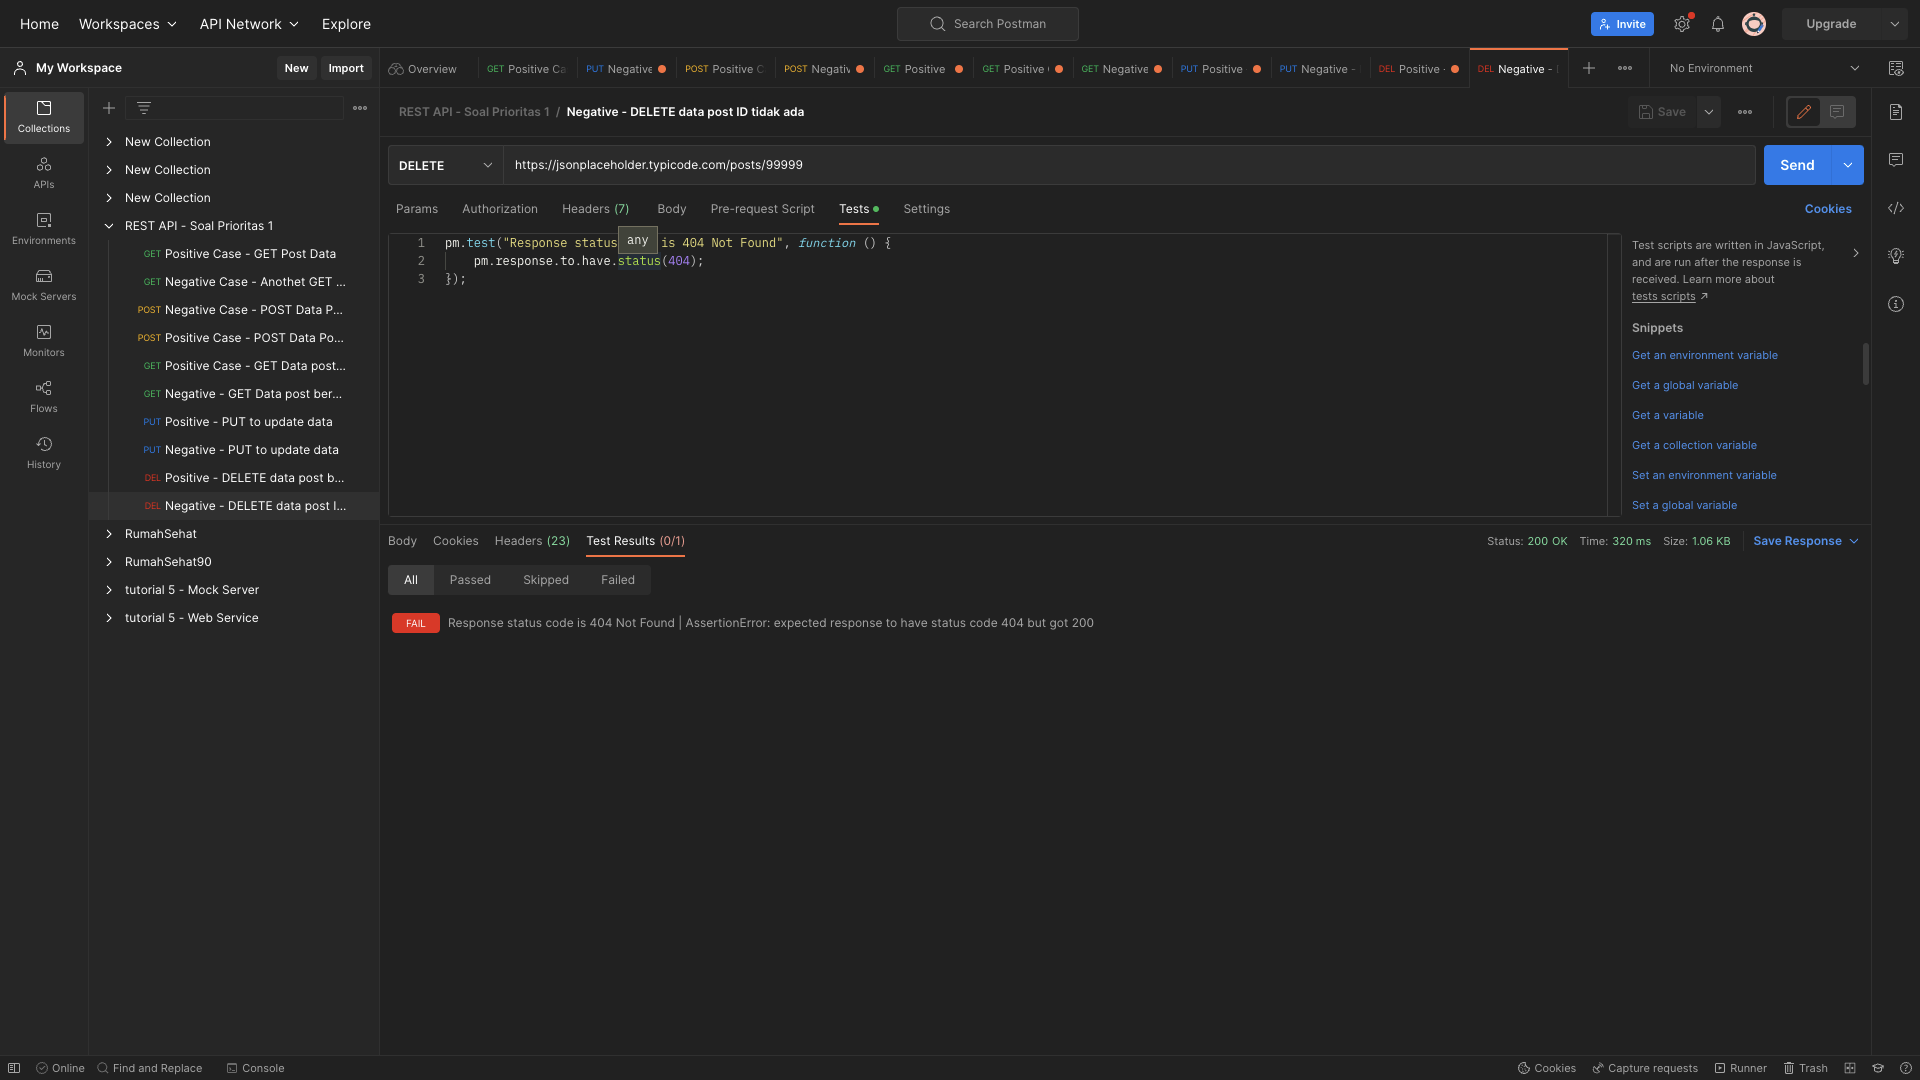 Home Workspaces API Network Explore Search Postman Invite Upgrade
My Workspace New Import Overview GET Positive Ca PUT Negative POST Positive C POST Negativ GET Positive GET Positive GET Negative PUT Positive PUT Negative - DEL Positive - DEL Negative - No Environment
Collections
APIs
Environments
Mock Servers
Monitors
Flows
History
New Collection
New Collection
New Collection
REST API - Soal Prioritas 1
GET Positive Case - GET Post Data
GET Negative Case - Anothet GET ...
POST Negative Case - POST Data P...
POST Positive Case - POST Data Po...
GET Positive Case - GET Data post...
GET Negative - GET Data post ber...
PUT Positive - PUT to update data
PUT Negative - PUT to update data
DEL Positive - DELETE data post b...
DEL Negative - DELETE data post I...
RumahSehat
RumahSehat90
tutorial 5 - Mock Server
tutorial 5 - Web Service
REST API - Soal Prioritas 1 / Negative - DELETE data post ID tidak ada Save
DELETE https://jsonplaceholder.typicode.com/posts/99999 Send
Params Authorization Headers (7) Body Pre-request Script Tests Settings Cookies
any
1 pm.test("Response status is 404 Not Found", function () {
2 pm.response.to.have.status(404);
3 });
Test scripts are written in JavaScript,
and are run after the response is
received. Learn more about
tests scripts ↗
Snippets
Get an environment variable
Get a global variable
Get a variable
Get a collection variable
Set an environment variable
Set a global variable
Body Cookies Headers (23) Test Results (0/1) Status: 200 OK Time: 320 ms Size: 1.06 KB Save Response
All Passed Skipped Failed
FAIL Response status code is 404 Not Found | AssertionError: expected response to have status code 404 but got 200
Online Find and Replace Console Cookies Capture requests Runner Trash